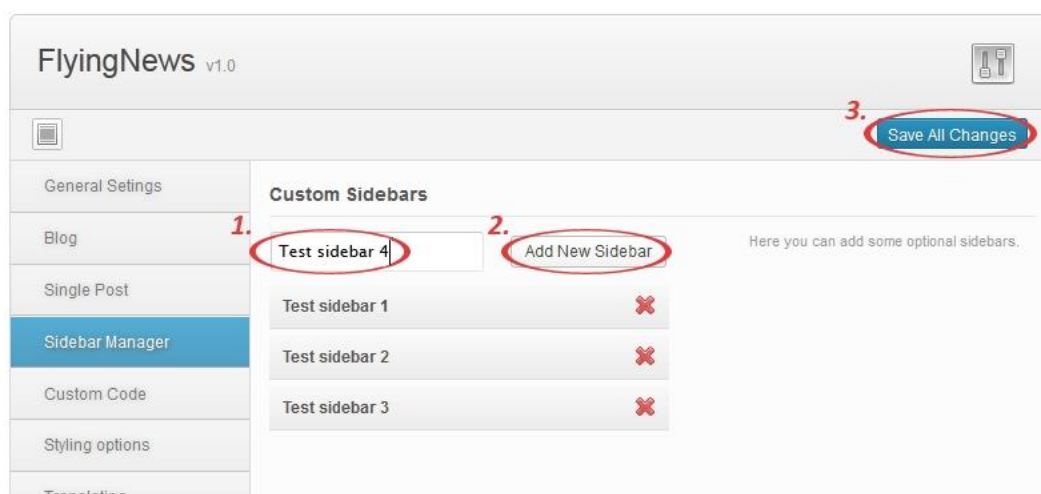 FlyingNews v1.0
3.
Save All Changes
General Setings
Custom Sidebars
Blog
1.
Test sidebar 4
2.
Add New Sidebar
Here you can add some optional sidebars.
Single Post
Test sidebar 1
Sidebar Manager
Test sidebar 2
Custom Code
Test sidebar 3
Styling options